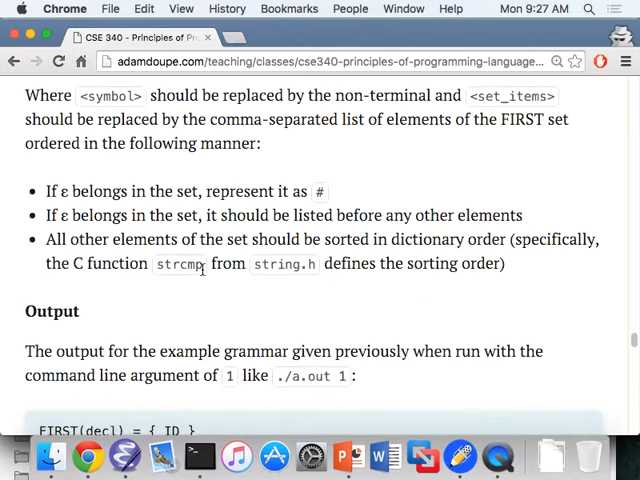 Chrome File Edit View History Bookmarks People Window Help Mon 9:27 AM
CSE 340 - Principles of Pro
adamdoupe.com/teaching/classes/cse340-principles-of-programming-language...
Where <symbol> should be replaced by the non-terminal and <set_items>
should be replaced by the comma-separated list of elements of the FIRST set
ordered in the following manner:
• If ε belongs in the set, represent it as #
• If ε belongs in the set, it should be listed before any other elements
• All other elements of the set should be sorted in dictionary order (specifically,
the C function strcmp from string.h defines the sorting order)
Output
The output for the example grammar given previously when run with the
command line argument of 1 like ./a.out 1 :
FIRST(decl) = { ID }